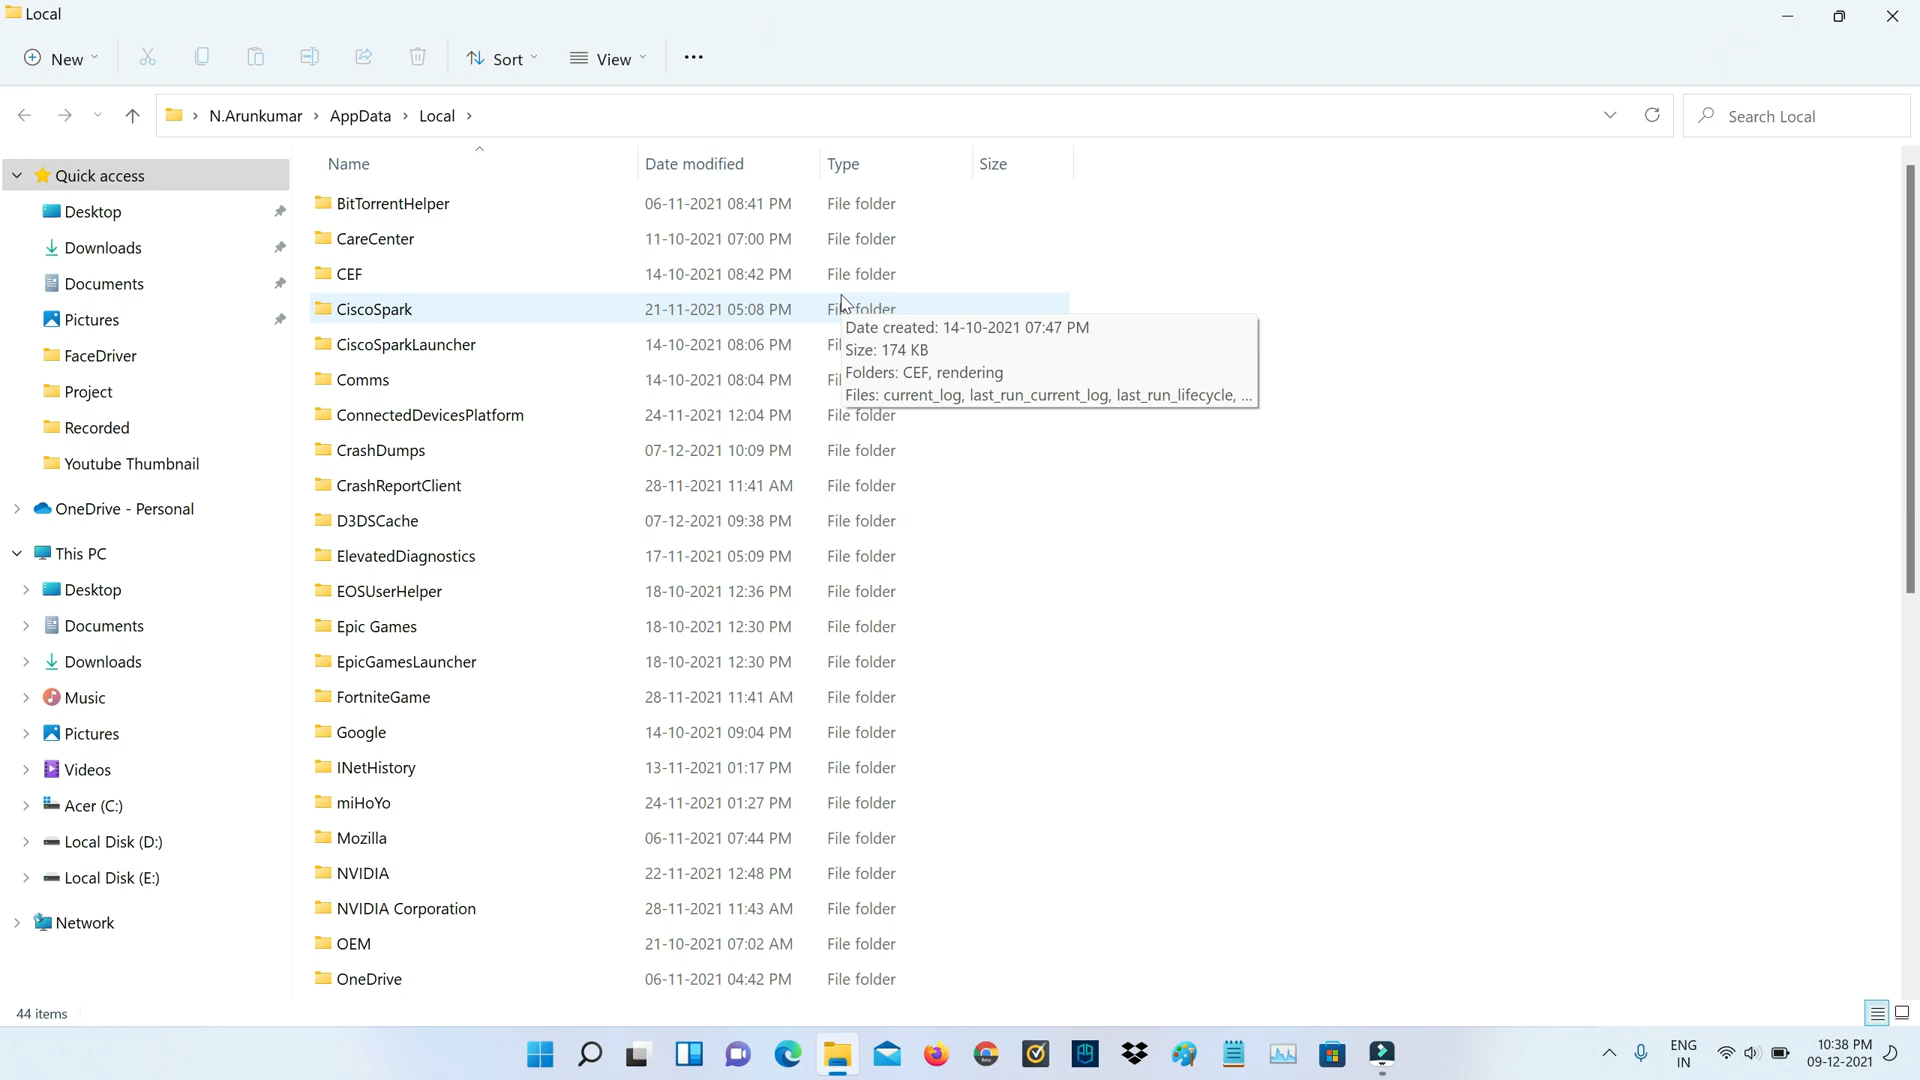 Local
New
Sort
View
N.Arunkumar > AppData > Local >
Search Local
Name Date modified Type Size
Quick access
Desktop
Downloads
Documents
Pictures
FaceDriver
Project
Recorded
Youtube Thumbnail
OneDrive - Personal
This PC
Desktop
Documents
Downloads
Music
Pictures
Videos
Acer (C:)
Local Disk (D:)
Local Disk (E:)
Network
BitTorrentHelper 06-11-2021 08:41 PM File folder
CareCenter 11-10-2021 07:00 PM File folder
CEF 14-10-2021 08:42 PM File folder
CiscoSpark 21-11-2021 05:08 PM File folder
CiscoSparkLauncher 14-10-2021 08:06 PM
Comms 14-10-2021 08:04 PM
ConnectedDevicesPlatform 24-11-2021 12:04 PM File folder
CrashDumps 07-12-2021 10:09 PM File folder
CrashReportClient 28-11-2021 11:41 AM File folder
D3DSCache 07-12-2021 09:38 PM File folder
ElevatedDiagnostics 17-11-2021 05:09 PM File folder
EOSUserHelper 18-10-2021 12:36 PM File folder
Epic Games 18-10-2021 12:30 PM File folder
EpicGamesLauncher 18-10-2021 12:30 PM File folder
FortniteGame 28-11-2021 11:41 AM File folder
Google 14-10-2021 09:04 PM File folder
INetHistory 13-11-2021 01:17 PM File folder
miHoYo 24-11-2021 01:27 PM File folder
Mozilla 06-11-2021 07:44 PM File folder
NVIDIA 22-11-2021 12:48 PM File folder
NVIDIA Corporation 28-11-2021 11:43 AM File folder
OEM 21-10-2021 07:02 AM File folder
OneDrive 06-11-2021 04:42 PM File folder
Date created: 14-10-2021 07:47 PM
Size: 174 KB
Folders: CEF, rendering
Files: current_log, last_run_current_log, last_run_lifecycle, ...
44 items
ENG
IN
10:38 PM
09-12-2021